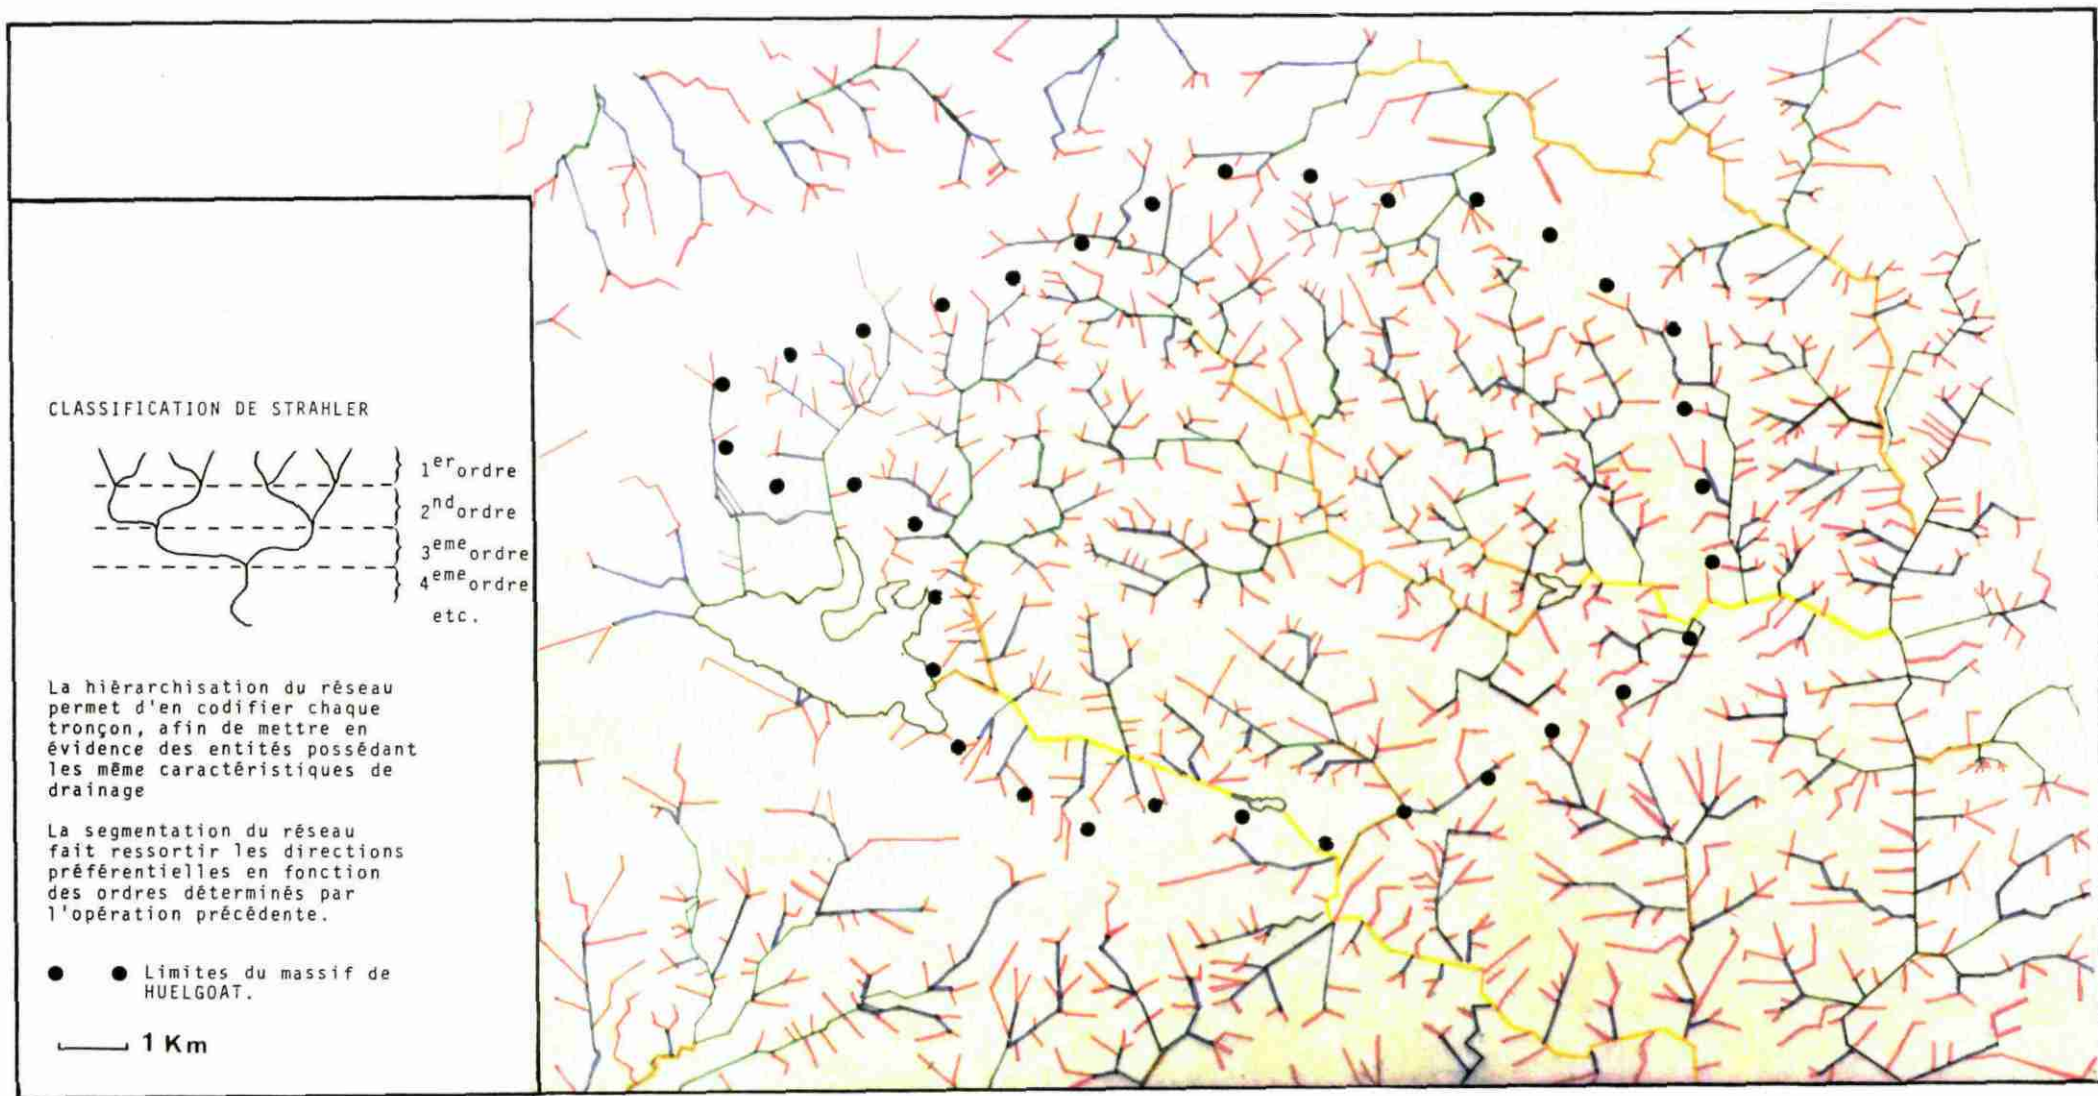 CLASSIFICATION DE STRAHLER
1er ordre
2nd ordre
3eme ordre
4eme ordre
etc.
La hiérarchisation du réseau
permet d'en codifier chaque
tronçon, afin de mettre en
évidence des entités possédant
les même caractéristiques de
drainage
La segmentation du réseau
fait ressortir les directions
préférentielles en fonction
des ordres déterminés par
l'opération précédente.
Limites du massif de
HUELGOAT.
1 Km